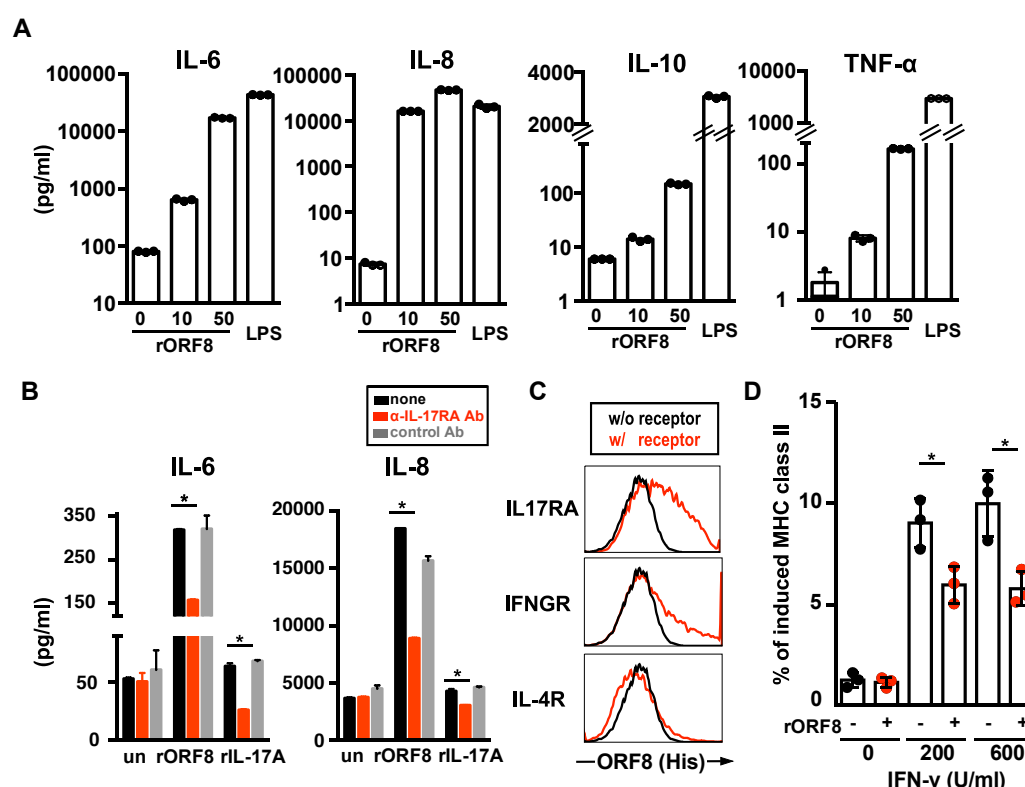 A
IL-6
IL-8
IL-10
TNF-α
(pg/ml)
100000
10000
1000
100
10
100000
10000
1000
100
10
1
3000
2000
100
10
1
10000
1000
100
10
1
0 10 50 LPS
rORF8
0 10 50 LPS
rORF8
0 10 50 LPS
rORF8
0 10 50 LPS
rORF8
B
none
α-IL-17RA Ab
control Ab
IL-6
IL-8
(pg/ml)
350
250
150
50
0
20000
15000
10000
5000
0
un rORF8 rIL-17A
un rORF8 rIL-17A
*
*
*
*
C
w/o receptor
w/ receptor
IL17RA
IFNGR
IL-4R
ORF8 (His)
D
% of induced MHC class II
15
10
5
0
*
*
rORF8 - + - + - +
0 200 600
IFN-γ (U/ml)